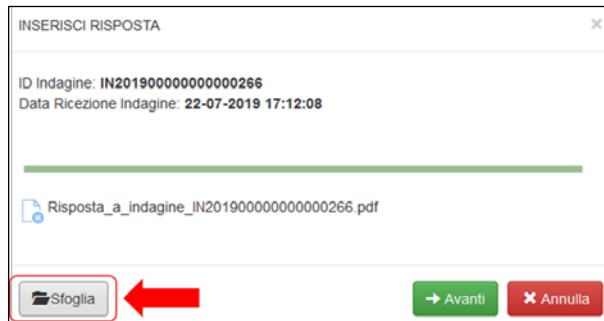 INSERISCI RISPOSTA ×
ID Indagine: IN201900000000000266
Data Ricezione Indagine: 22-07-2019 17:12:08
Risposta_a_indagine_IN201900000000000266.pdf
Sfoglia
Avanti
Annulla